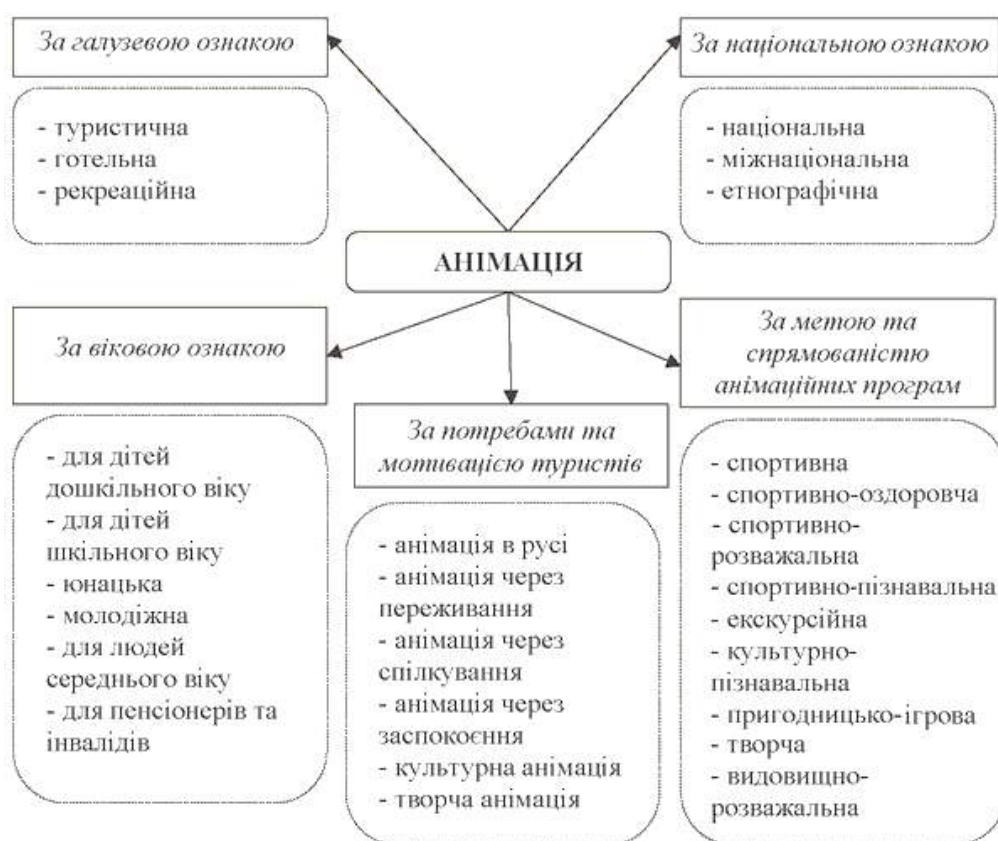 За галузевою ознакою
- туристична
- готельна
- рекреаційна
За національною ознакою
- національна
- міжнаціональна
- етнографічна
АНІМАЦІЯ
За віковою ознакою
- для дітей
дошкільного віку
- для дітей
шкільного віку
- юнацька
- молодіжна
- для людей
середнього віку
- для пенсіонерів та
інвалідів
За потребами та
мотивацією туристів
- анімація в русі
- анімація через
переживання
- анімація через
спілкування
- анімація через
заспокоєння
- культурна анімація
- творча анімація
За метою та
спрямованістю
анімаційних програм
- спортивна
- спортивно-оздоровча
- спортивно-
розважальна
- спортивно-пізнавальна
- екскурсійна
- культурно-
пізнавальна
- пригодницько-ігрова
- творча
- видовищно-
розважальна